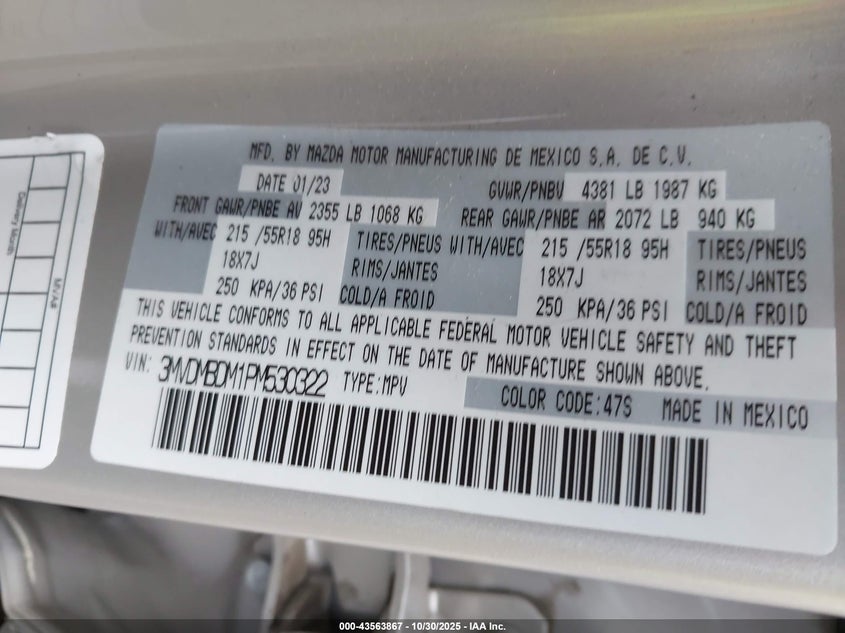 MFD. BY MAZDA MOTOR MANUFACTURING DE MEXICO S.A. DE C.V.
DATE 01/23 GVWR/PNBV 4381 LB 1987 KG
FRONT GAWR/PNBE AV 2355 LB 1068 KG REAR GAWR/PNBE AR 2072 LB 940 KG
WITH/AVEC 215 /55R18 95H TIRES/PNEUS WITH/AVEC 215 /55R18 95H TIRES/PNEUS
18X7J RIMS/JANTES 18X7J RIMS/JANTES
250 KPA/36 PSI COLD/A FROID 250 KPA/36 PSI COLD/A FROID
THIS VEHICLE CONFORMS TO ALL APPLICABLE FEDERAL MOTOR VEHICLE SAFETY AND THEFT
PREVENTION STANDARDS IN EFFECT ON THE DATE OF MANUFACTURE SHOWN ABOVE.
VIN: 3MVDMBDM1PM530322 TYPE:MPV
COLOR CODE:47S MADE IN MEXICO
Delivery Month
MVA#
000-43563867 - 10/30/2025 - IAA Inc.